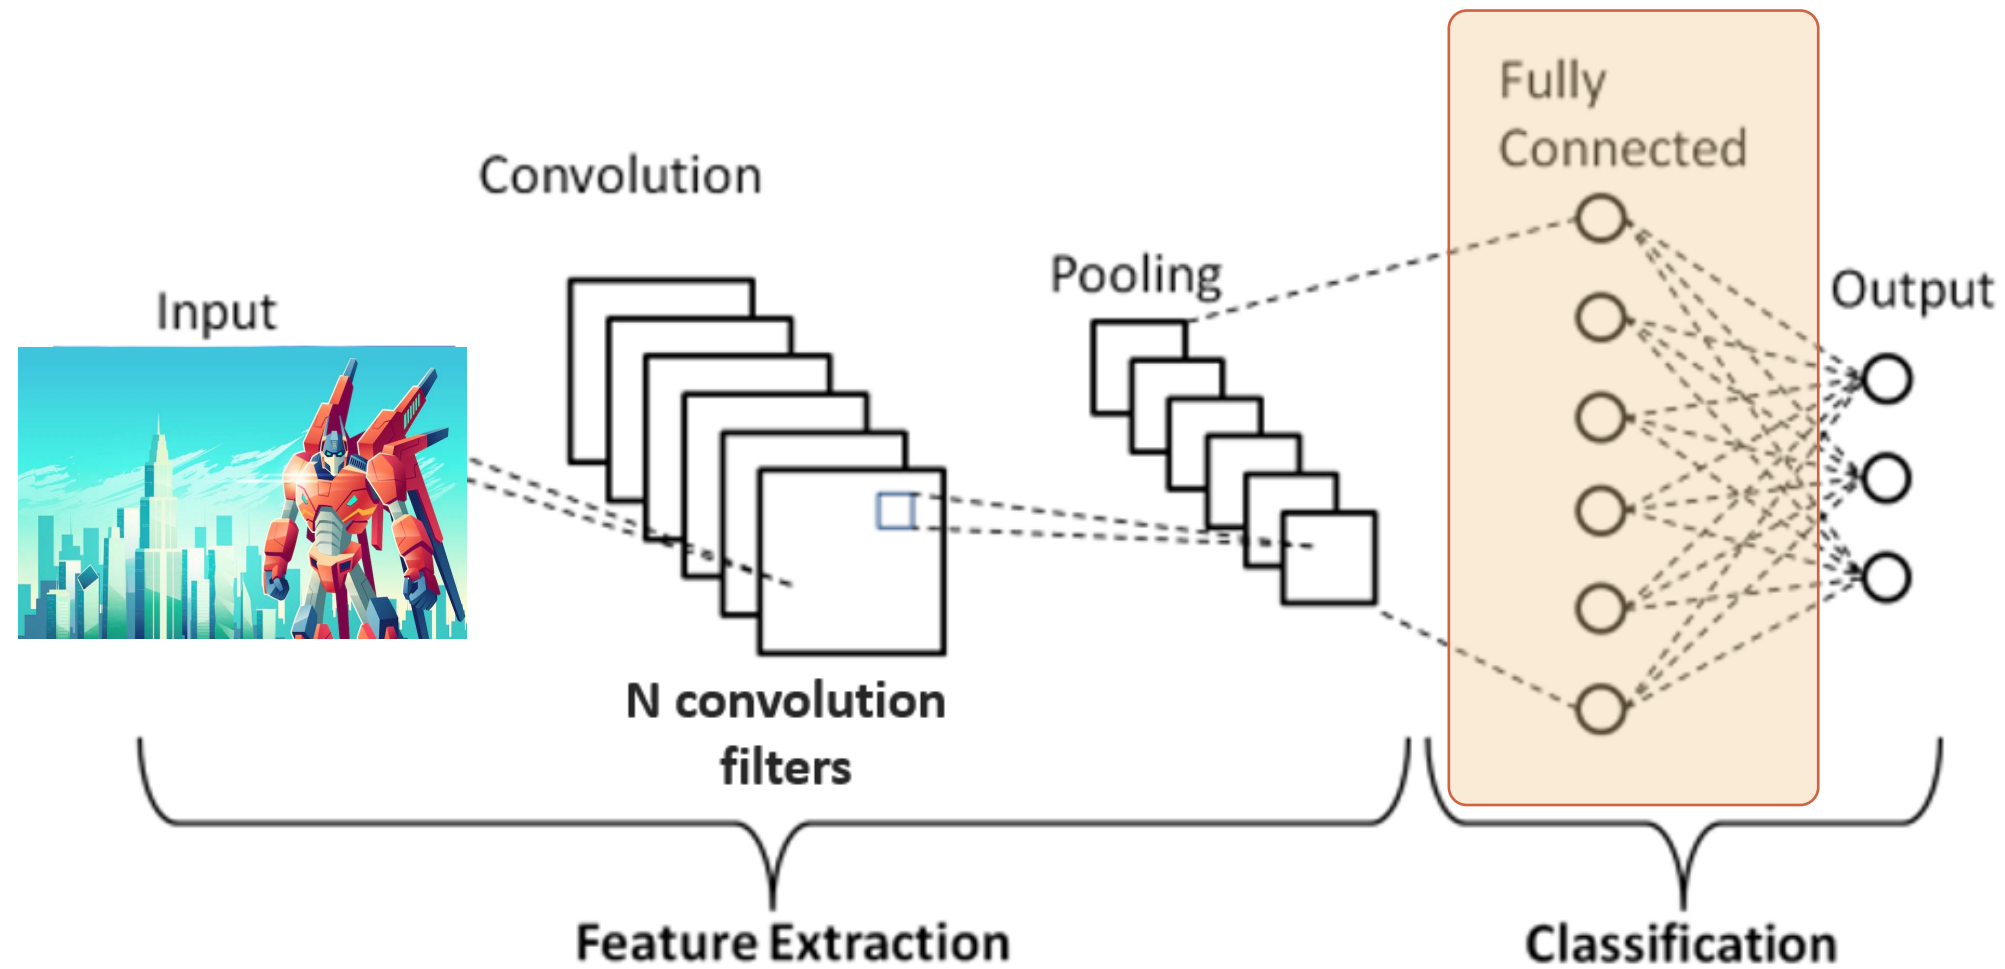 Input
Convolution
N convolution
filters
Pooling
Fully
Connected
Output
Feature Extraction
Classification